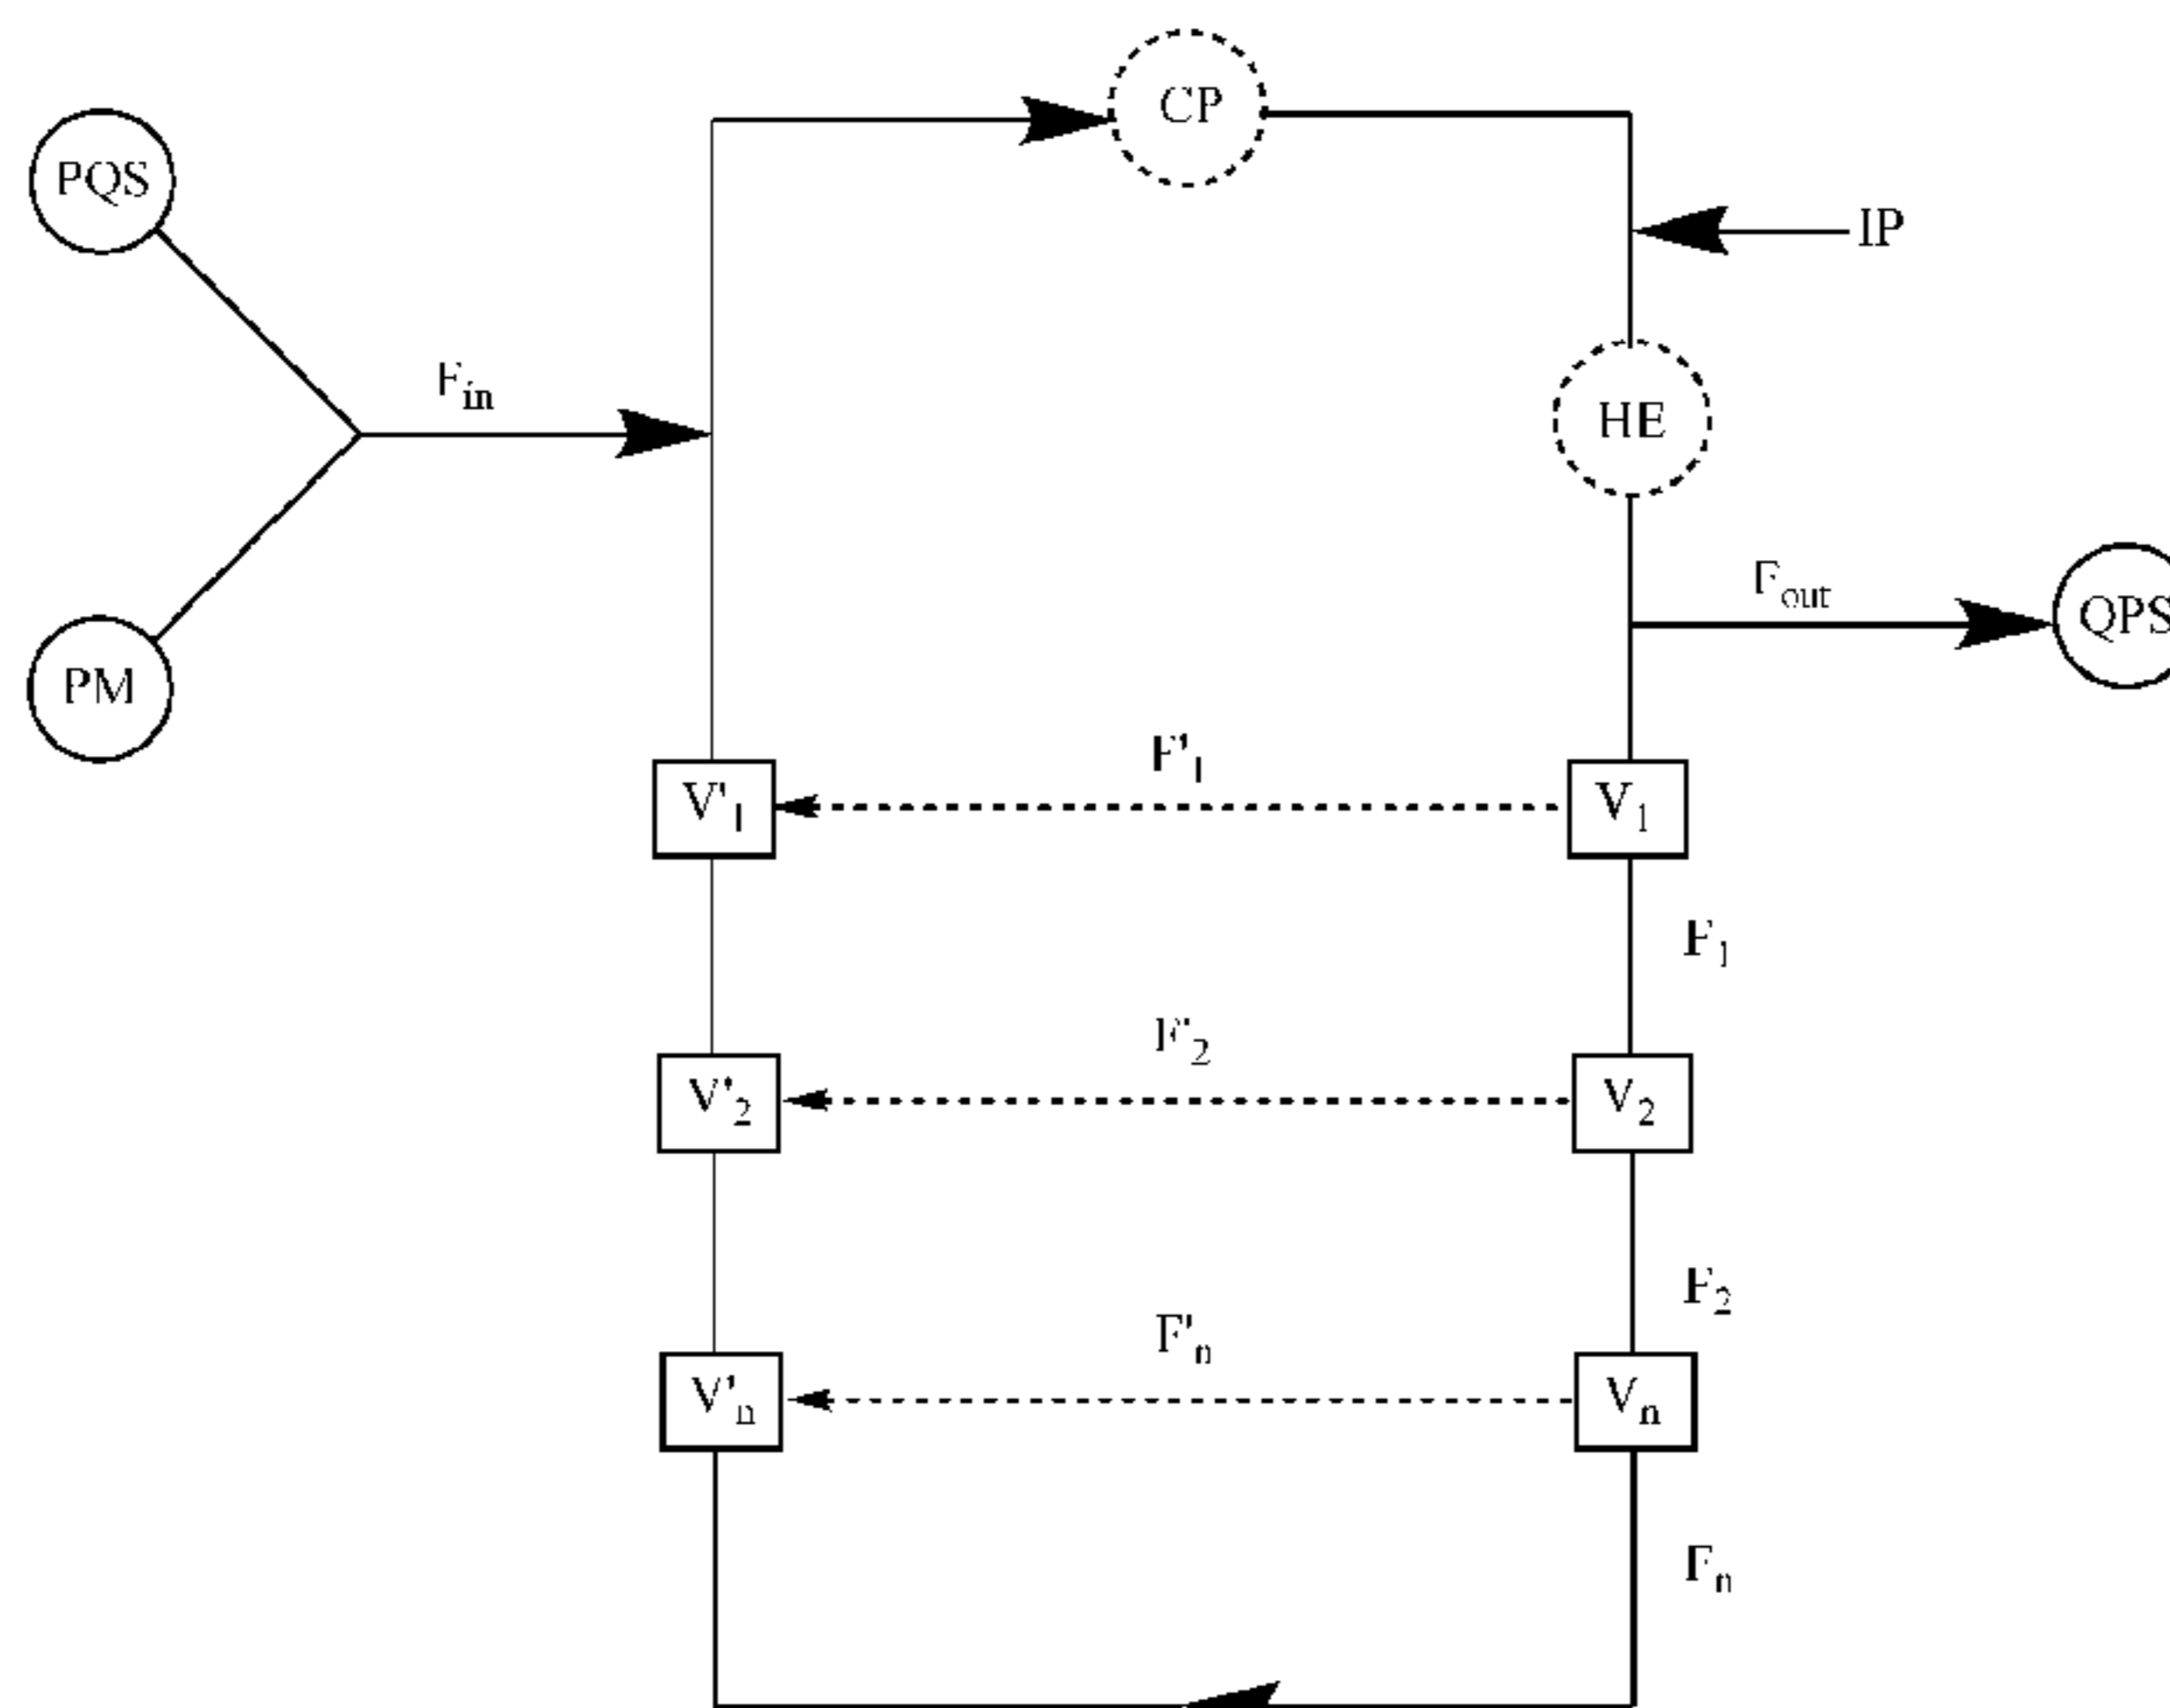 CP
PQS
IP
F_in
HE
F_out
QPS
PM
F'_1
V'_1
V_1
F_1
F'_2
V'_2
V_2
F_2
F'_n
V'_n
V_n
F_n